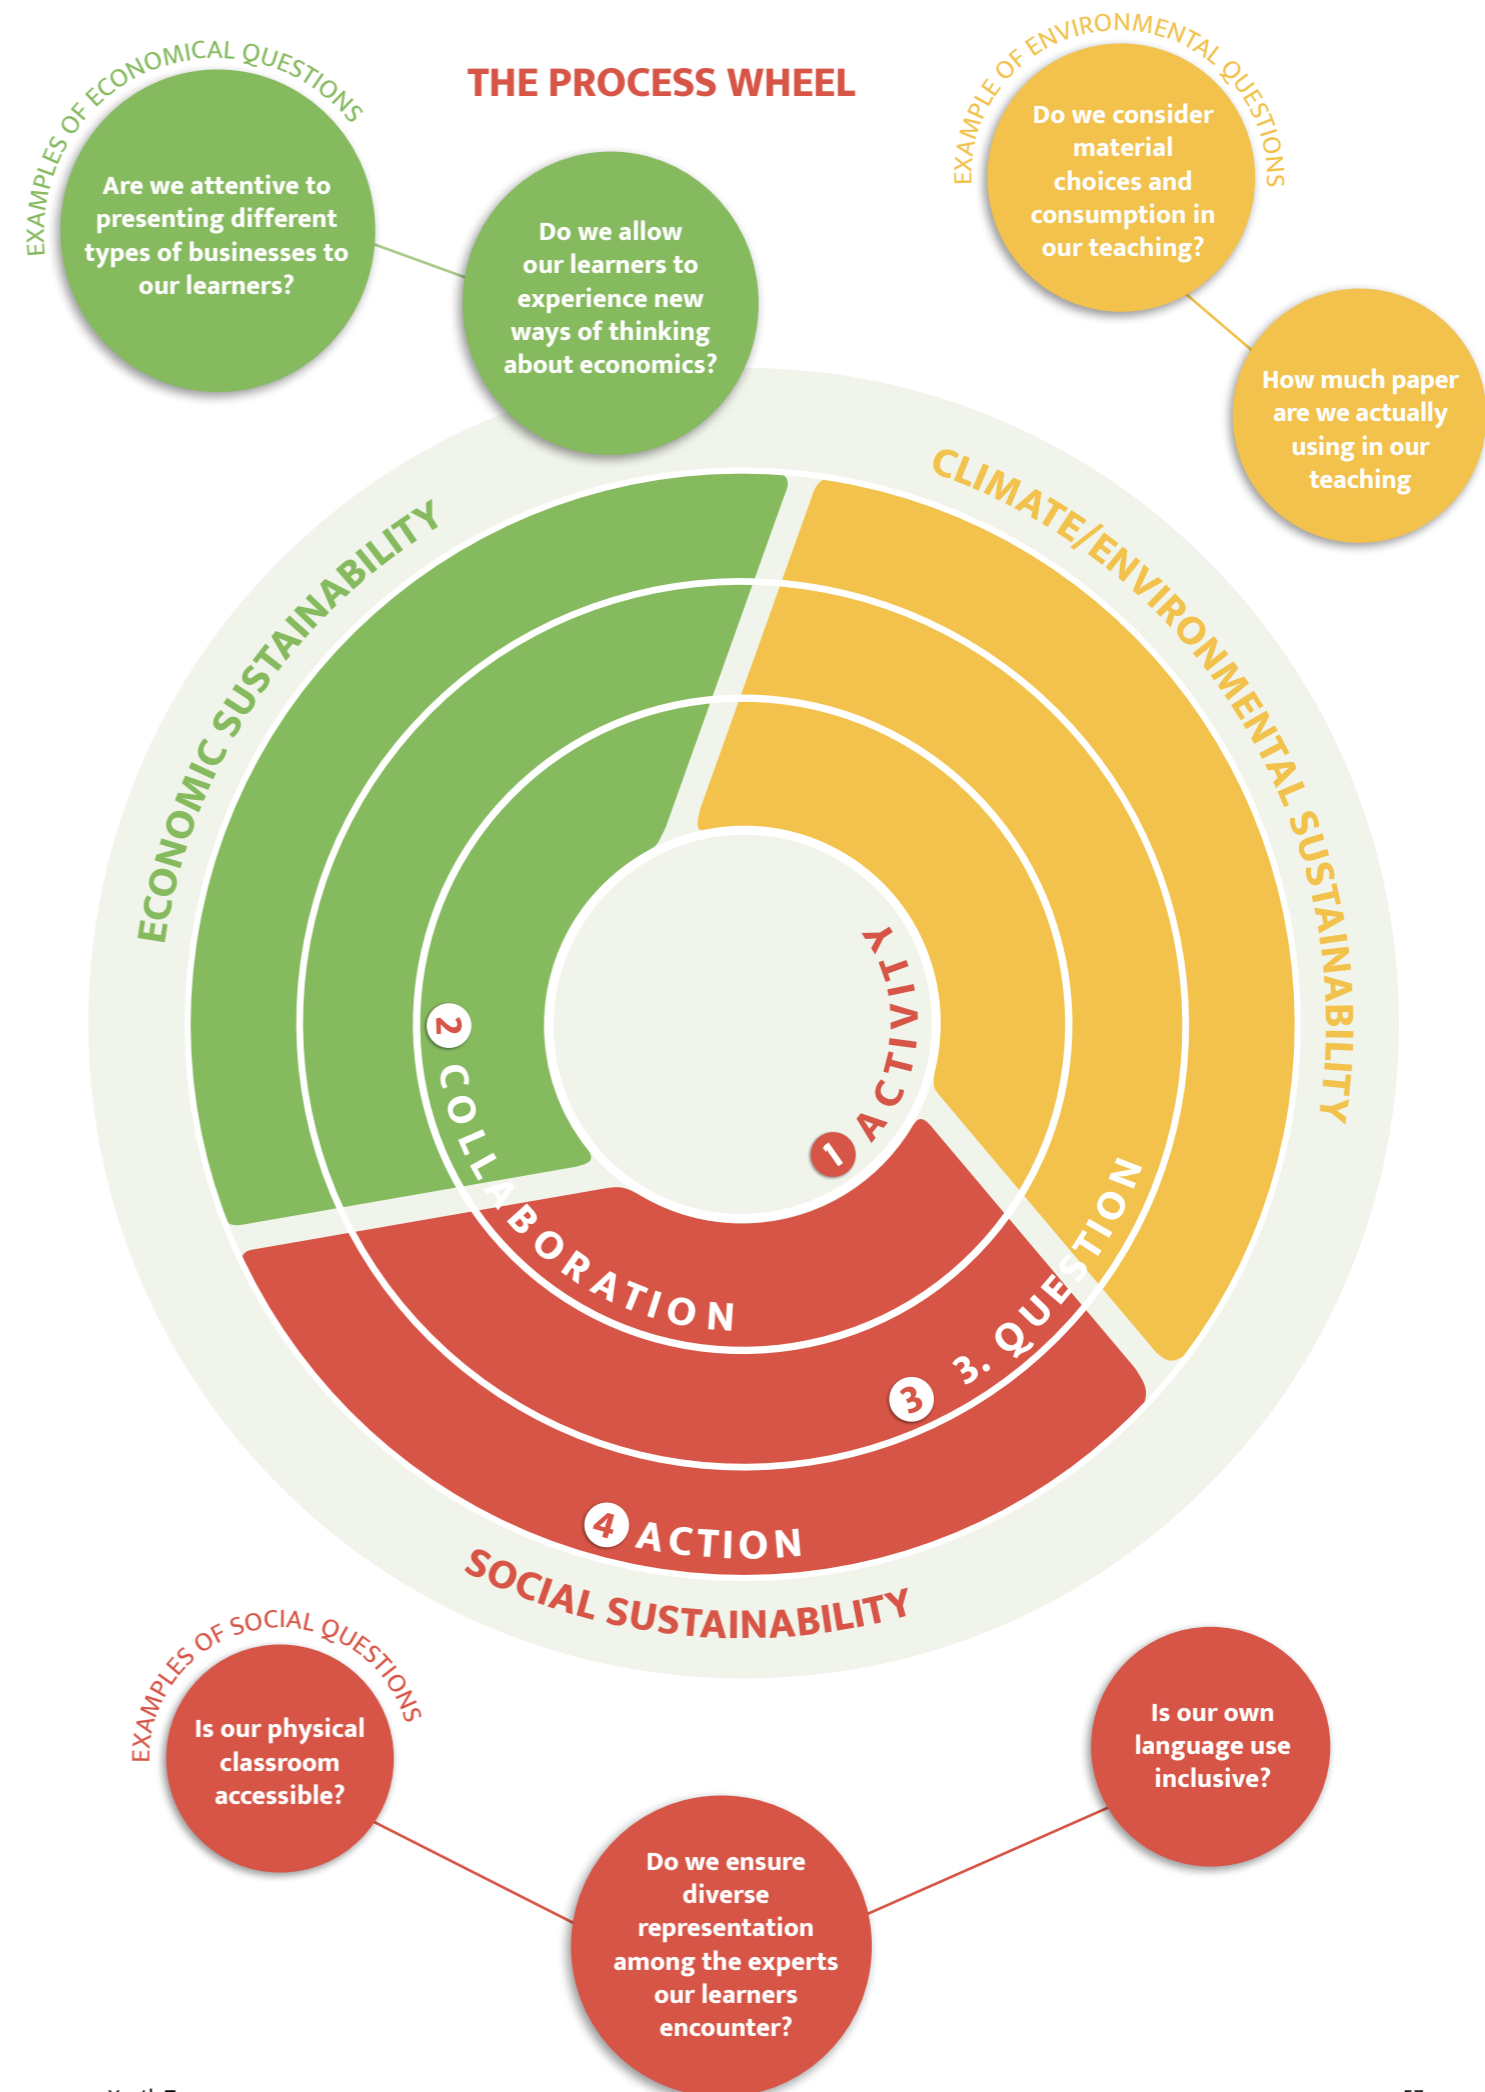 THE PROCESS WHEEL
EXAMPLES OF ECONOMICAL QUESTIONS
Are we attentive to
presenting different
types of businesses to
our learners?
Do we allow
our learners to
experience new
ways of thinking
about economics?
EXAMPLE OF ENVIRONMENTAL QUESTIONS
Do we consider
material
choices and
consumption in
our teaching?
How much paper
are we actually
using in our
teaching
ECONOMIC SUSTAINABILITY
CLIMATE/ENVIRONMENTAL SUSTAINABILITY
1 ACTIVITY
2 COLLABORATION
3 3. QUESTION
4 ACTION
SOCIAL SUSTAINABILITY
EXAMPLES OF SOCIAL QUESTIONS
Is our physical
classroom
accessible?
Do we ensure
diverse
representation
among the experts
our learners
encounter?
Is our own
language use
inclusive?